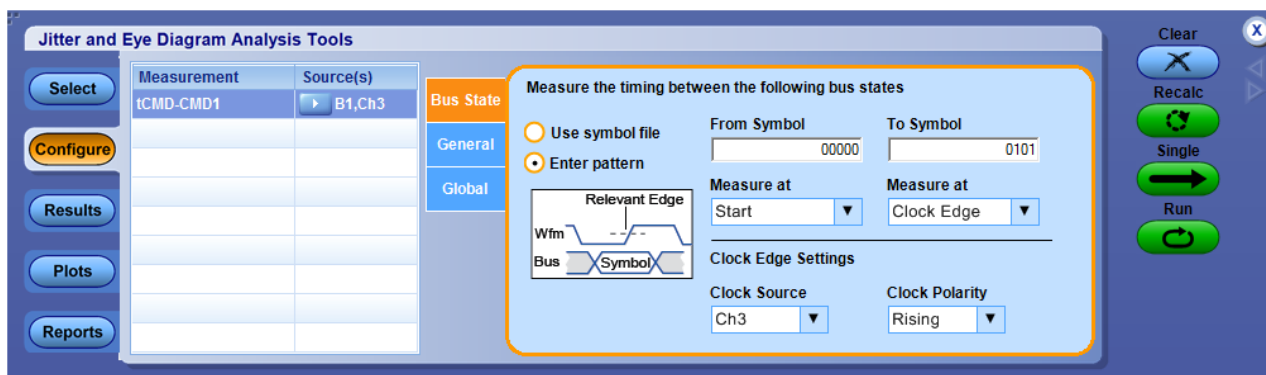 Jitter and Eye Diagram Analysis Tools
Clear
X
Select
Configure
Results
Plots
Reports
Measurement Source(s)
tCMD-CMD1 B1,Ch3
Bus State
General
Global
Measure the timing between the following bus states
Use symbol file
Enter pattern
From Symbol To Symbol
00000 0101
Measure at Measure at
Start Clock Edge
Relevant Edge
Wfm
Bus Symbol
Clock Edge Settings
Clock Source Clock Polarity
Ch3 Rising
Recalc
Single
Run